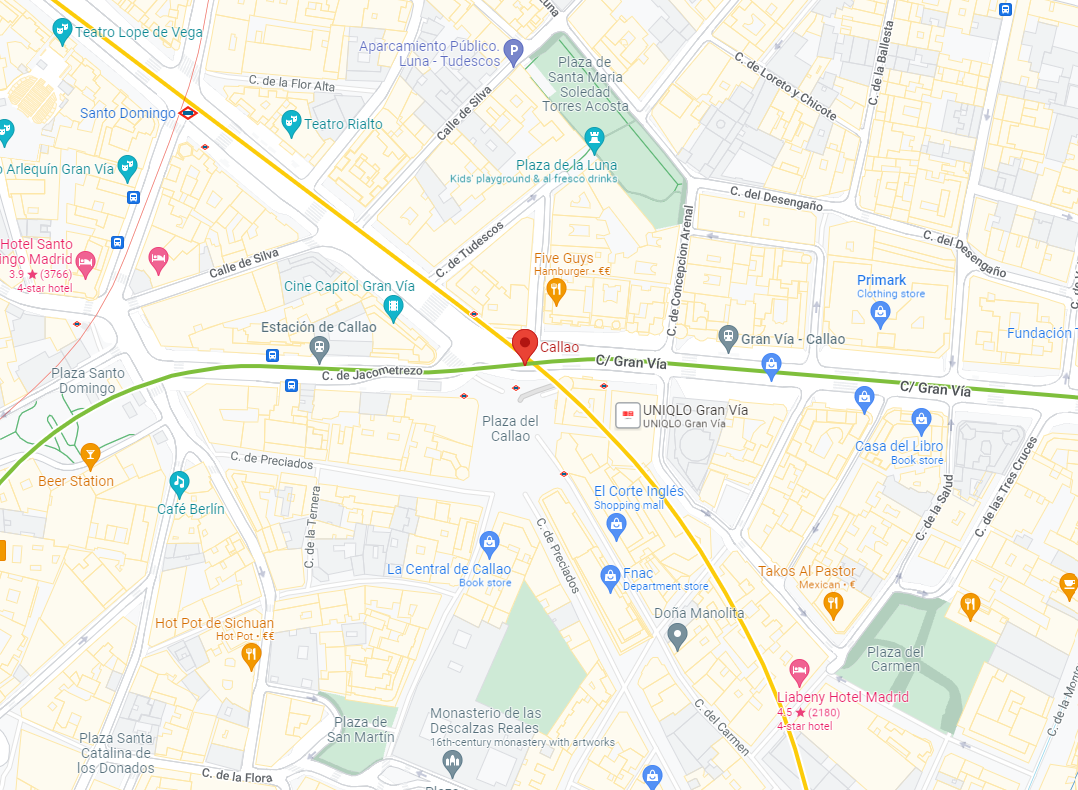 Luna
Teatro Lope de Vega
Aparcamiento Público.
Luna - Tudescos
P
Plaza de
Santa Maria
Soledad
Torres Acosta
C. de Loreto y Chicote
C. de la Ballesta
C. de la Flor Alta
Calle de Silva
Santo Domingo
Teatro Rialto
o Arlequín Gran Vía
Plaza de la Luna
Kids' playground & al fresco drinks
C. del Desengaño
C. del Desengaño
C. de Concepcion Arenal
C. de Tudescos
Hotel Santo
ingo Madrid
3.9 ★ (3766)
4-star hotel
Calle de Silva
Five Guys
Hamburger • €€
Primark
Clothing store
Cine Capitol Gran Vía
Estación de Callao
Callao
Gran Vía - Callao
Fundación T
C/ Gran Vía
C/ Gran Vía
C. de Jacometrezo
Plaza Santo
Domingo
Plaza del
Callao
UNIQLO Gran Vía
UNIQLO Gran Vía
Casa del Libro
Book store
C. de Preciados
Beer Station
Café Berlín
C. de la Ternera
El Corte Inglés
Shopping mall
C. de la Salud
C. de las Tres Cruces
C. de Preciados
La Central de Callao
Book store
Fnac
Department store
Takos Al Pastor
Mexican • €
Doña Manolita
Hot Pot de Sichuan
Hot Pot • €€
Plaza del
Carmen
Liabeny Hotel Madrid
4.5 ★ (2180)
4-star hotel
C. de la Monte
C. del Carmen
Plaza de
San Martín
Monasterio de las
Descalzas Reales
16th-century monastery with artworks
Plaza Santa
Catalina de
los Donados
C. de la Flora